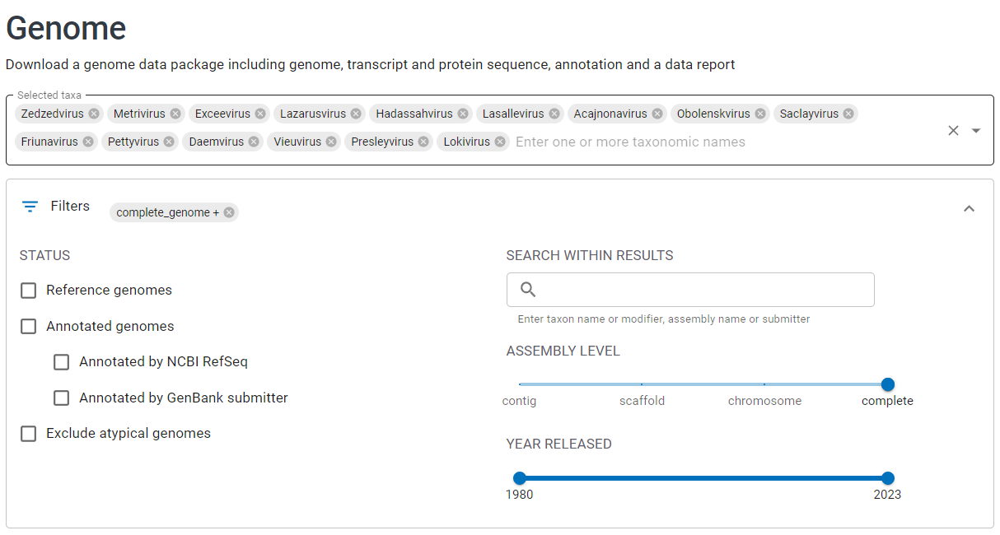 Genome
Download a genome data package including genome, transcript and protein sequence, annotation and a data report
Selected taxa
Zedzedvirus Metrivirus Exceevirus Lazarusvirus Hadassahvirus Lasallevirus Acajnonavirus Obolenskvirus Saclayvirus
Friunavirus Pettyvirus Daemvirus Vieuvirus Presleyvirus Lokivirus Enter one or more taxonomic names
Filters complete_genome +
STATUS
Reference genomes
Annotated genomes
Annotated by NCBI RefSeq
Annotated by GenBank submitter
Exclude atypical genomes
SEARCH WITHIN RESULTS
Enter taxon name or modifier, assembly name or submitter
ASSEMBLY LEVEL
contig scaffold chromosome complete
YEAR RELEASED
1980 2023